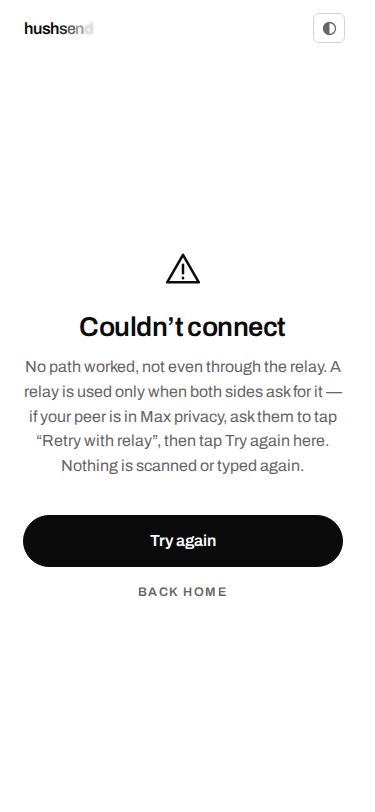 hushsend
Couldn’t connect
No path worked, not even through the relay. A
relay is used only when both sides ask for it —
if your peer is in Max privacy, ask them to tap
“Retry with relay”, then tap Try again here.
Nothing is scanned or typed again.
Try again
BACK HOME